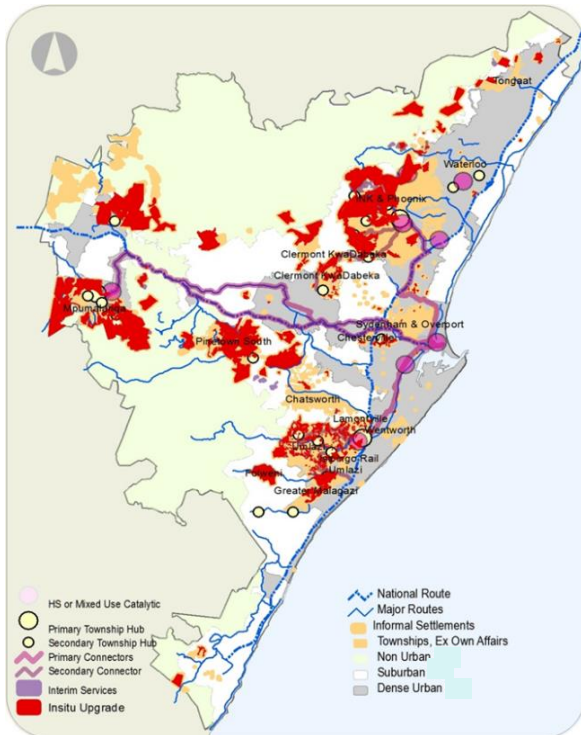 Tongaat
Waterloo
INK & Phoenix
Clermont KwaDabeka
Clermont KwaDabeka
Mpumalanga
Sydenham & Overport
Chesterville
Pinetown South
Chatsworth
Lamontville
Wentworth
Umlazi
Rail
Umlazi
Folweni
Greater Malagazi
HS or Mixed Use Catalytic
Primary Township Hub
Secondary Township Hub
Primary Connectors
Secondary Connector
Interim Services
Insitu Upgrade
National Route
Major Routes
Informal Settlements
Townships, Ex Own Affairs
Non Urban
Suburban
Dense Urban